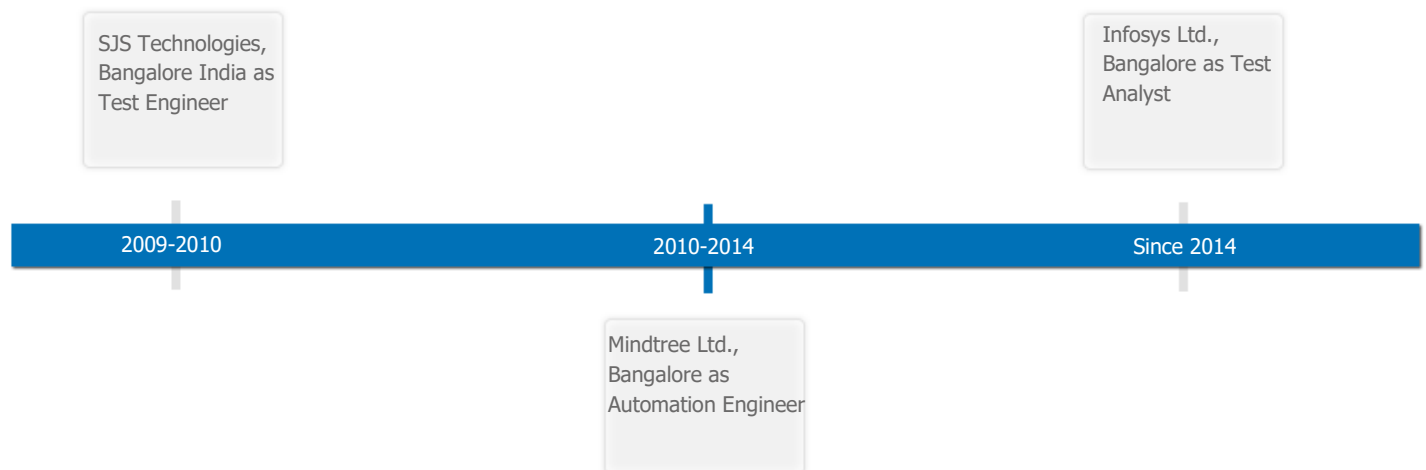 SJS Technologies,
Bangalore India as
Test Engineer
Infosys Ltd.,
Bangalore as Test
Analyst
2009-2010
2010-2014
Since 2014
Mindtree Ltd.,
Bangalore as
Automation Engineer